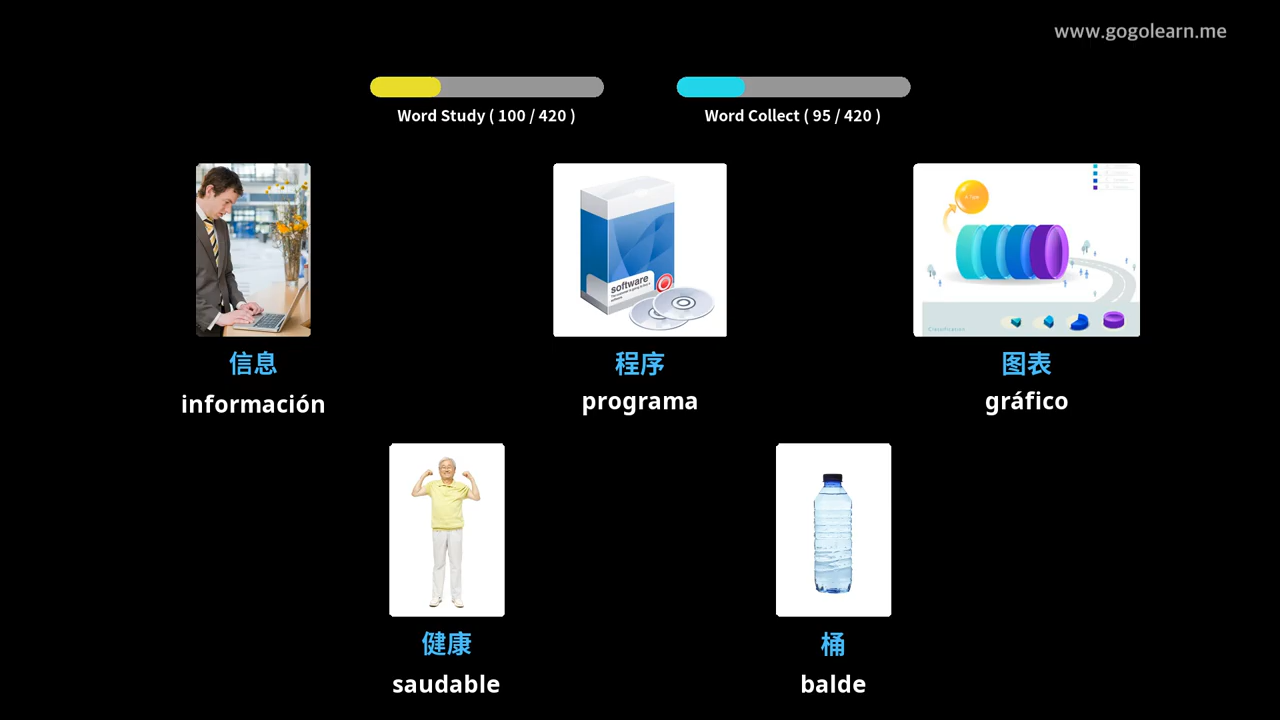 www.gogolearn.me
Word Study ( 100 / 420 )
Word Collect ( 95 / 420 )
software
信息
程序
图表
información
programa
gráfico
健康
桶
saudable
balde